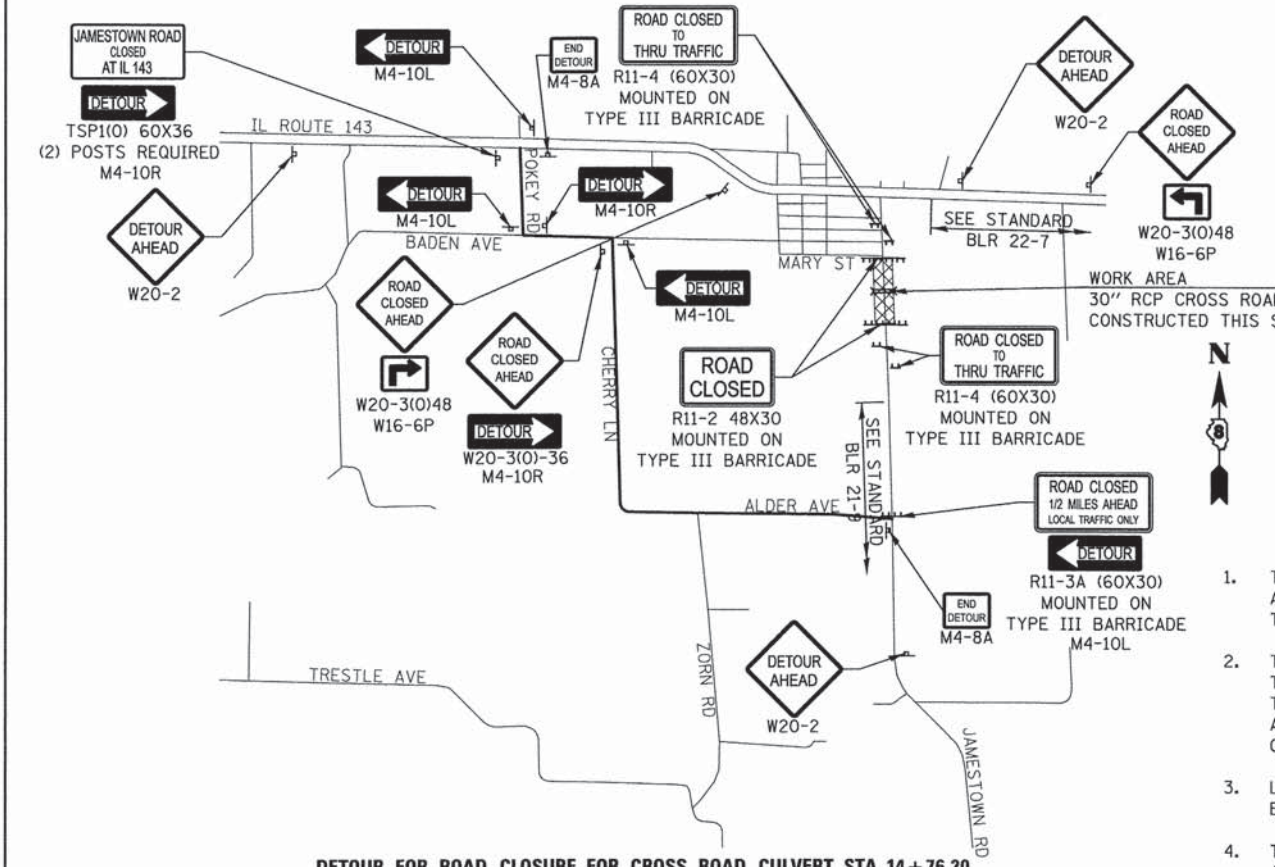 JAMESTOWN ROAD
CLOSED
AT IL 143
DETOUR
TSP1(O) 60X36
(2) POSTS REQUIRED
M4-10R
DETOUR
M4-10L
END
DETOUR
M4-8A
ROAD CLOSED
TO
THRU TRAFFIC
R11-4 (60X30)
MOUNTED ON
TYPE III BARRICADE
DETOUR
AHEAD
W20-2
ROAD
CLOSED
AHEAD
W20-3(O)48
W16-6P
IL ROUTE 143
POKEY RD
DETOUR
AHEAD
W20-2
DETOUR
M4-10L
DETOUR
M4-10R
BADEN AVE
SEE STANDARD
BLR 22-7
MARY ST
WORK AREA
30" RCP CROSS ROA
CONSTRUCTED THIS S
ROAD
CLOSED
AHEAD
W20-3(O)48
W16-6P
ROAD
CLOSED
AHEAD
DETOUR
W20-3(O)-36
M4-10R
CHERRY LN
DETOUR
M4-10L
ROAD
CLOSED
R11-2 48X30
MOUNTED ON
TYPE III BARRICADE
ROAD CLOSED
TO
THRU TRAFFIC
R11-4 (60X30)
MOUNTED ON
TYPE III BARRICADE
N
8
SEE STANDARD
BLR 21-9
ALDER AVE
ROAD CLOSED
1/2 MILES AHEAD
LOCAL TRAFFIC ONLY
DETOUR
R11-3A (60X30)
MOUNTED ON
TYPE III BARRICADE
M4-10L
END
DETOUR
M4-8A
DETOUR
AHEAD
W20-2
ZORN RD
TRESTLE AVE
JAMESTOWN RD
1. T
A
T
2. T
T
T
A
C
3. L
E
4. T
DETOUR FOR ROAD CLOSURE FOR CROSS ROAD CULVERT STA 14+76.20